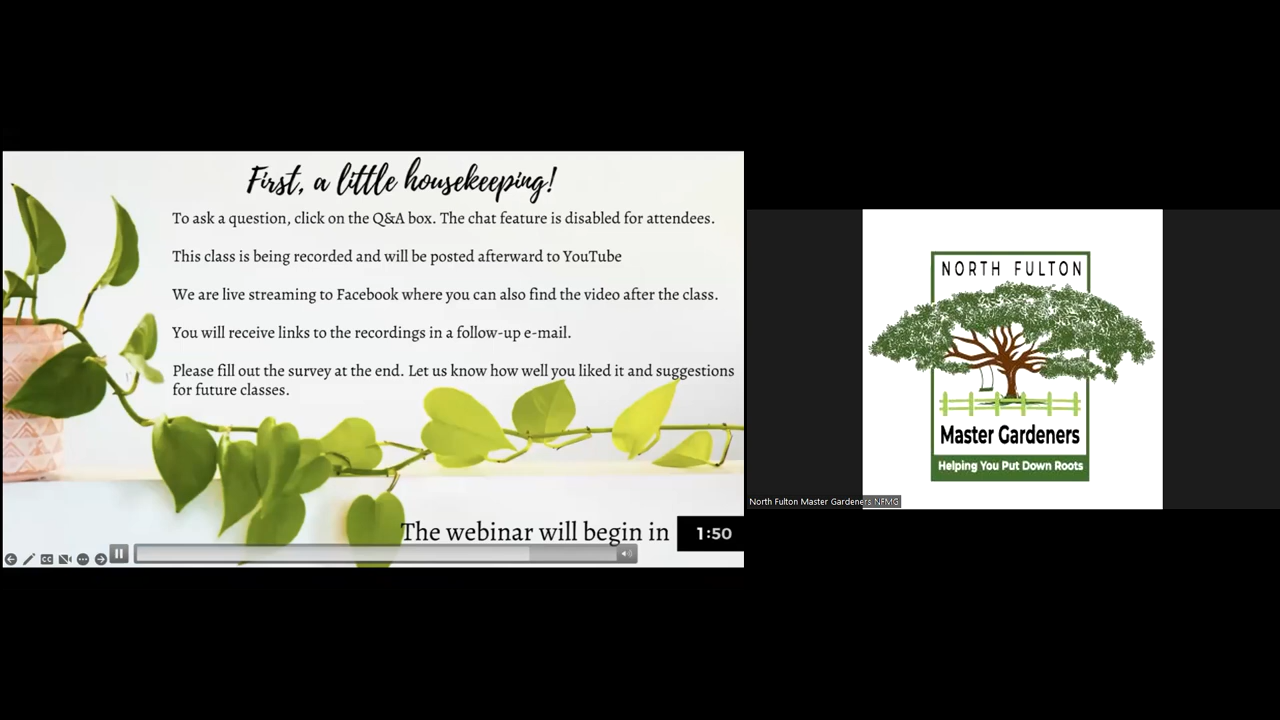 First, a little housekeeping!
To ask a question, click on the Q&A box. The chat feature is disabled for attendees.
This class is being recorded and will be posted afterward to YouTube
We are live streaming to Facebook where you can also find the video after the class.
You will receive links to the recordings in a follow-up e-mail.
Please fill out the survey at the end. Let us know how well you liked it and suggestions
for future classes.
The webinar will begin in 1:50
CC
NORTH FULTON
Master Gardeners
Helping You Put Down Roots
North Fulton Master Gardeners NFMG